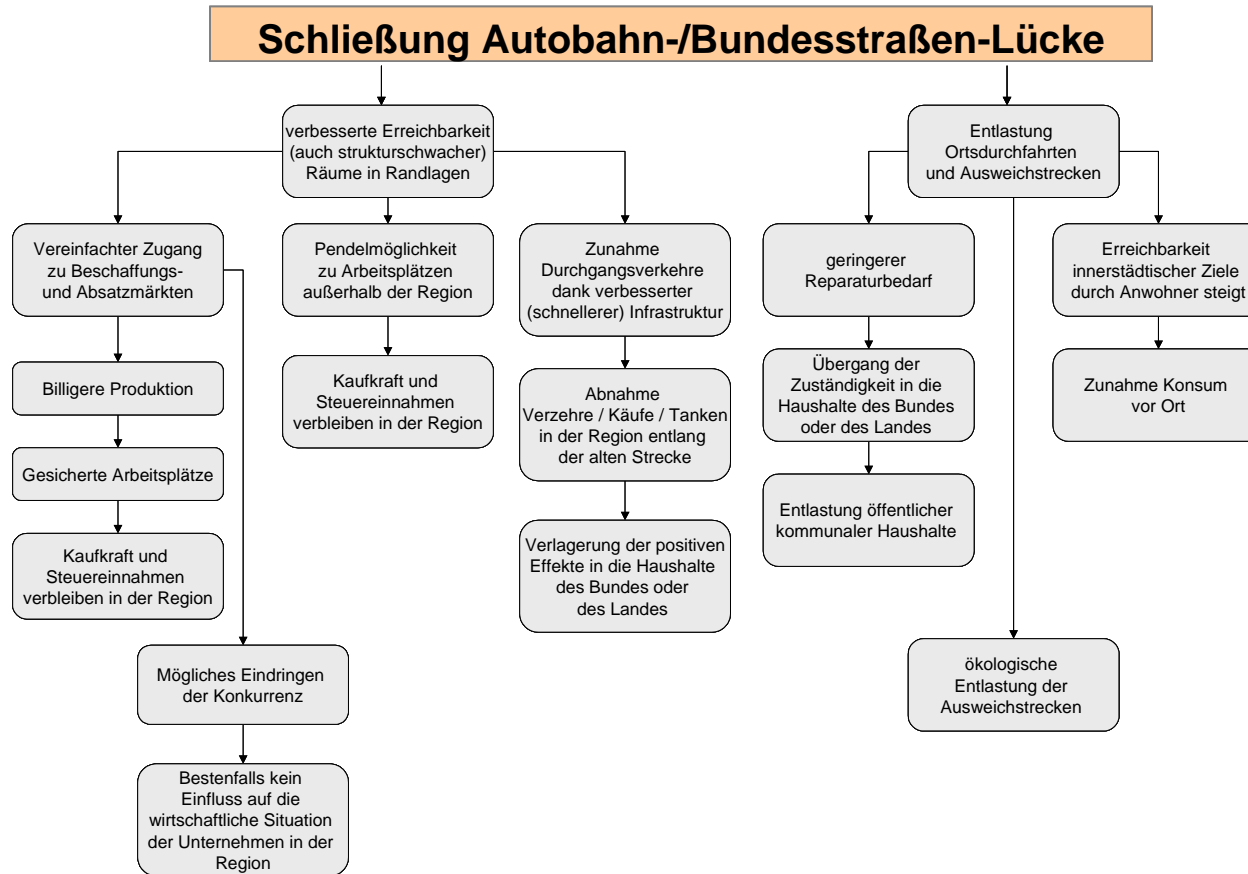 Schließung Autobahn-/Bundesstraßen-Lücke
verbesserte Erreichbarkeit
(auch strukturschwacher)
Räume in Randlagen
Entlastung
Ortsdurchfahrten
und Ausweichstrecken
Vereinfachter Zugang
zu Beschaffungs-
und Absatzmärkten
Pendelmöglichkeit
zu Arbeitsplätzen
außerhalb der Region
Zunahme
Durchgangsverkehre
dank verbesserter
(schnellerer) Infrastruktur
geringerer
Reparaturbedarf
Erreichbarkeit
innerstädtischer Ziele
durch Anwohner steigt
Billigere Produktion
Kaufkraft und
Steuereinnahmen
verbleiben in der Region
Abnahme
Verzehre / Käufe / Tanken
in der Region entlang
der alten Strecke
Übergang der
Zuständigkeit in die
Haushalte des Bundes
oder des Landes
Zunahme Konsum
vor Ort
Gesicherte Arbeitsplätze
Entlastung öffentlicher
kommunaler Haushalte
Kaufkraft und
Steuereinnahmen
verbleiben in der Region
Verlagerung der positiven
Effekte in die Haushalte
des Bundes oder
des Landes
Mögliches Eindringen
der Konkurrenz
ökologische
Entlastung der
Ausweichstrecken
Bestenfalls kein
Einfluss auf die
wirtschaftliche Situation
der Unternehmen in der
Region